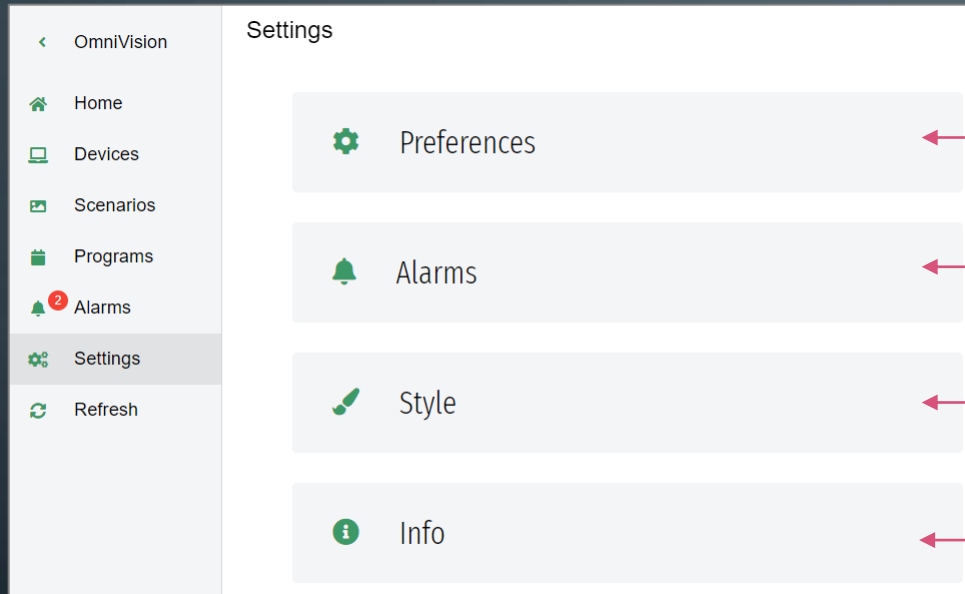 OmniVision
Home
Devices
Scenarios
Programs
2
Alarms
Settings
Refresh
Settings
Preferences
Alarms
Style
Info